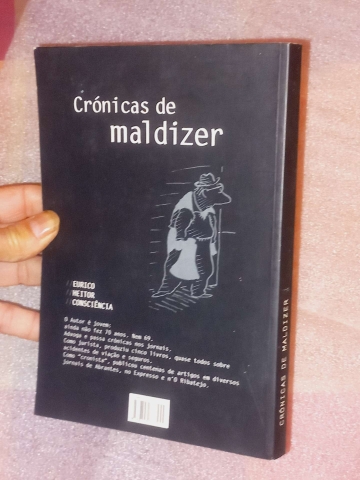 Crónicas de
maldizer
//EURICO
//HEITOR
//CONSCIÊNCIA
O Autor é jovem:
ainda não fez 70 anos. Nem 69.
Advoga e passa crónicas nos jornais.
Como jurista, produziu cinco livros, quase todos sobre
acidentes de viação e seguros.
Como "cronista", publicou centenas de artigos em diversos
jornais de Abrantes, no Expresso e n'O Ribatejo.
CRÓNICAS DE MALDIZER